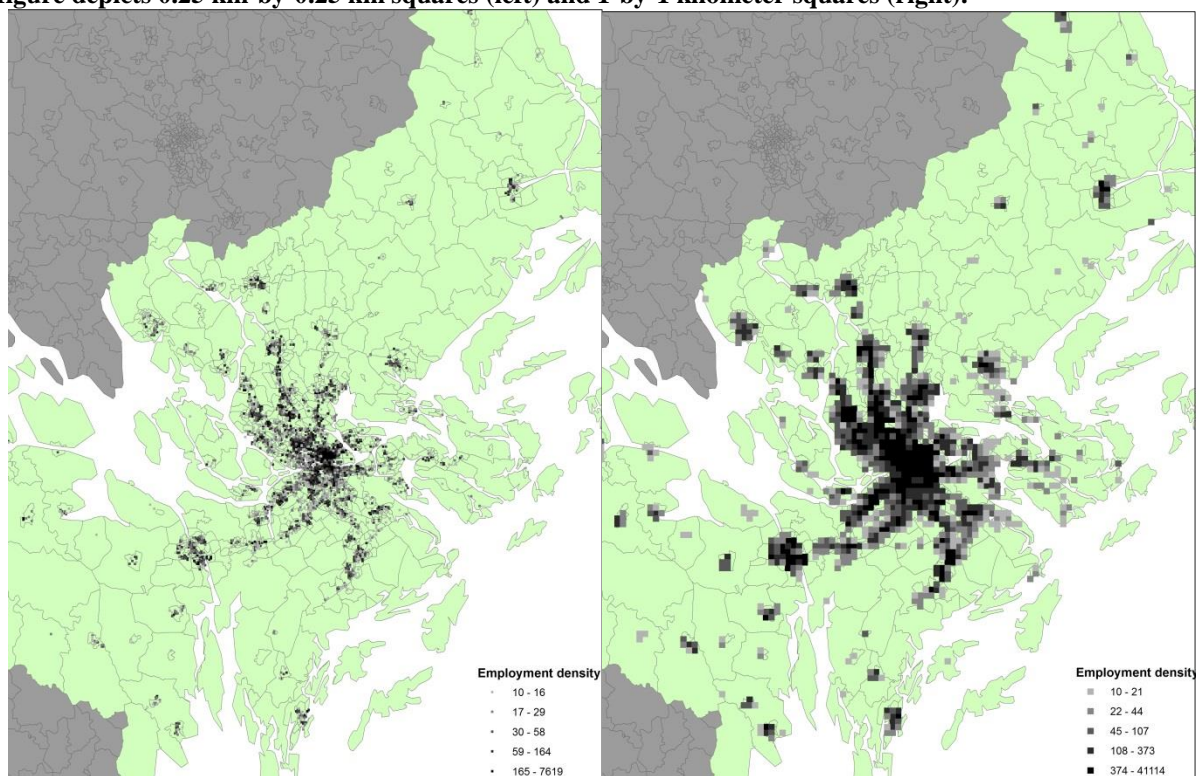 figure depicts 0.25 km-by-0.25 km squares (left) and 1-by-1 kilometer squares (right).
Employment density
10 - 16
17 - 29
30 - 58
59 - 164
165 - 7619
Employment density
10 - 21
22 - 44
45 - 107
108 - 373
374 - 41114